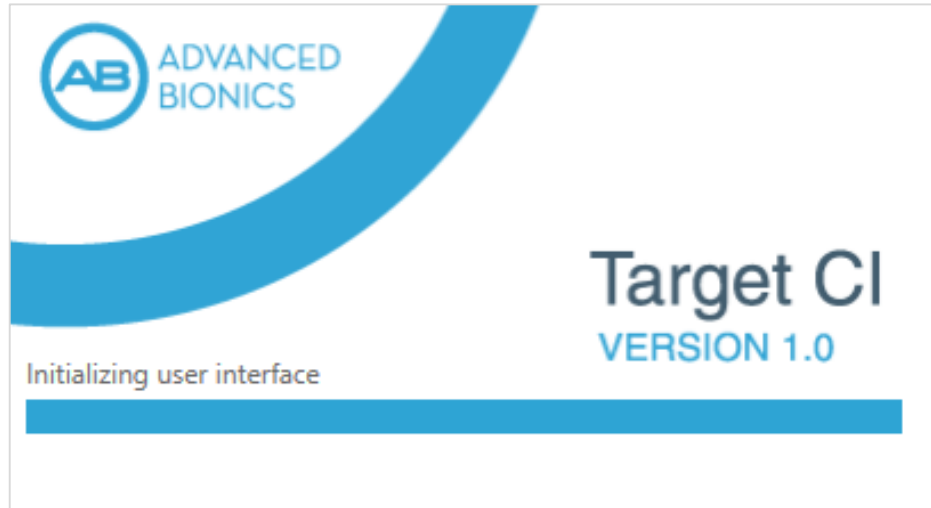 AB ADVANCED
BIONICS
Target CI
VERSION 1.0
Initializing user interface